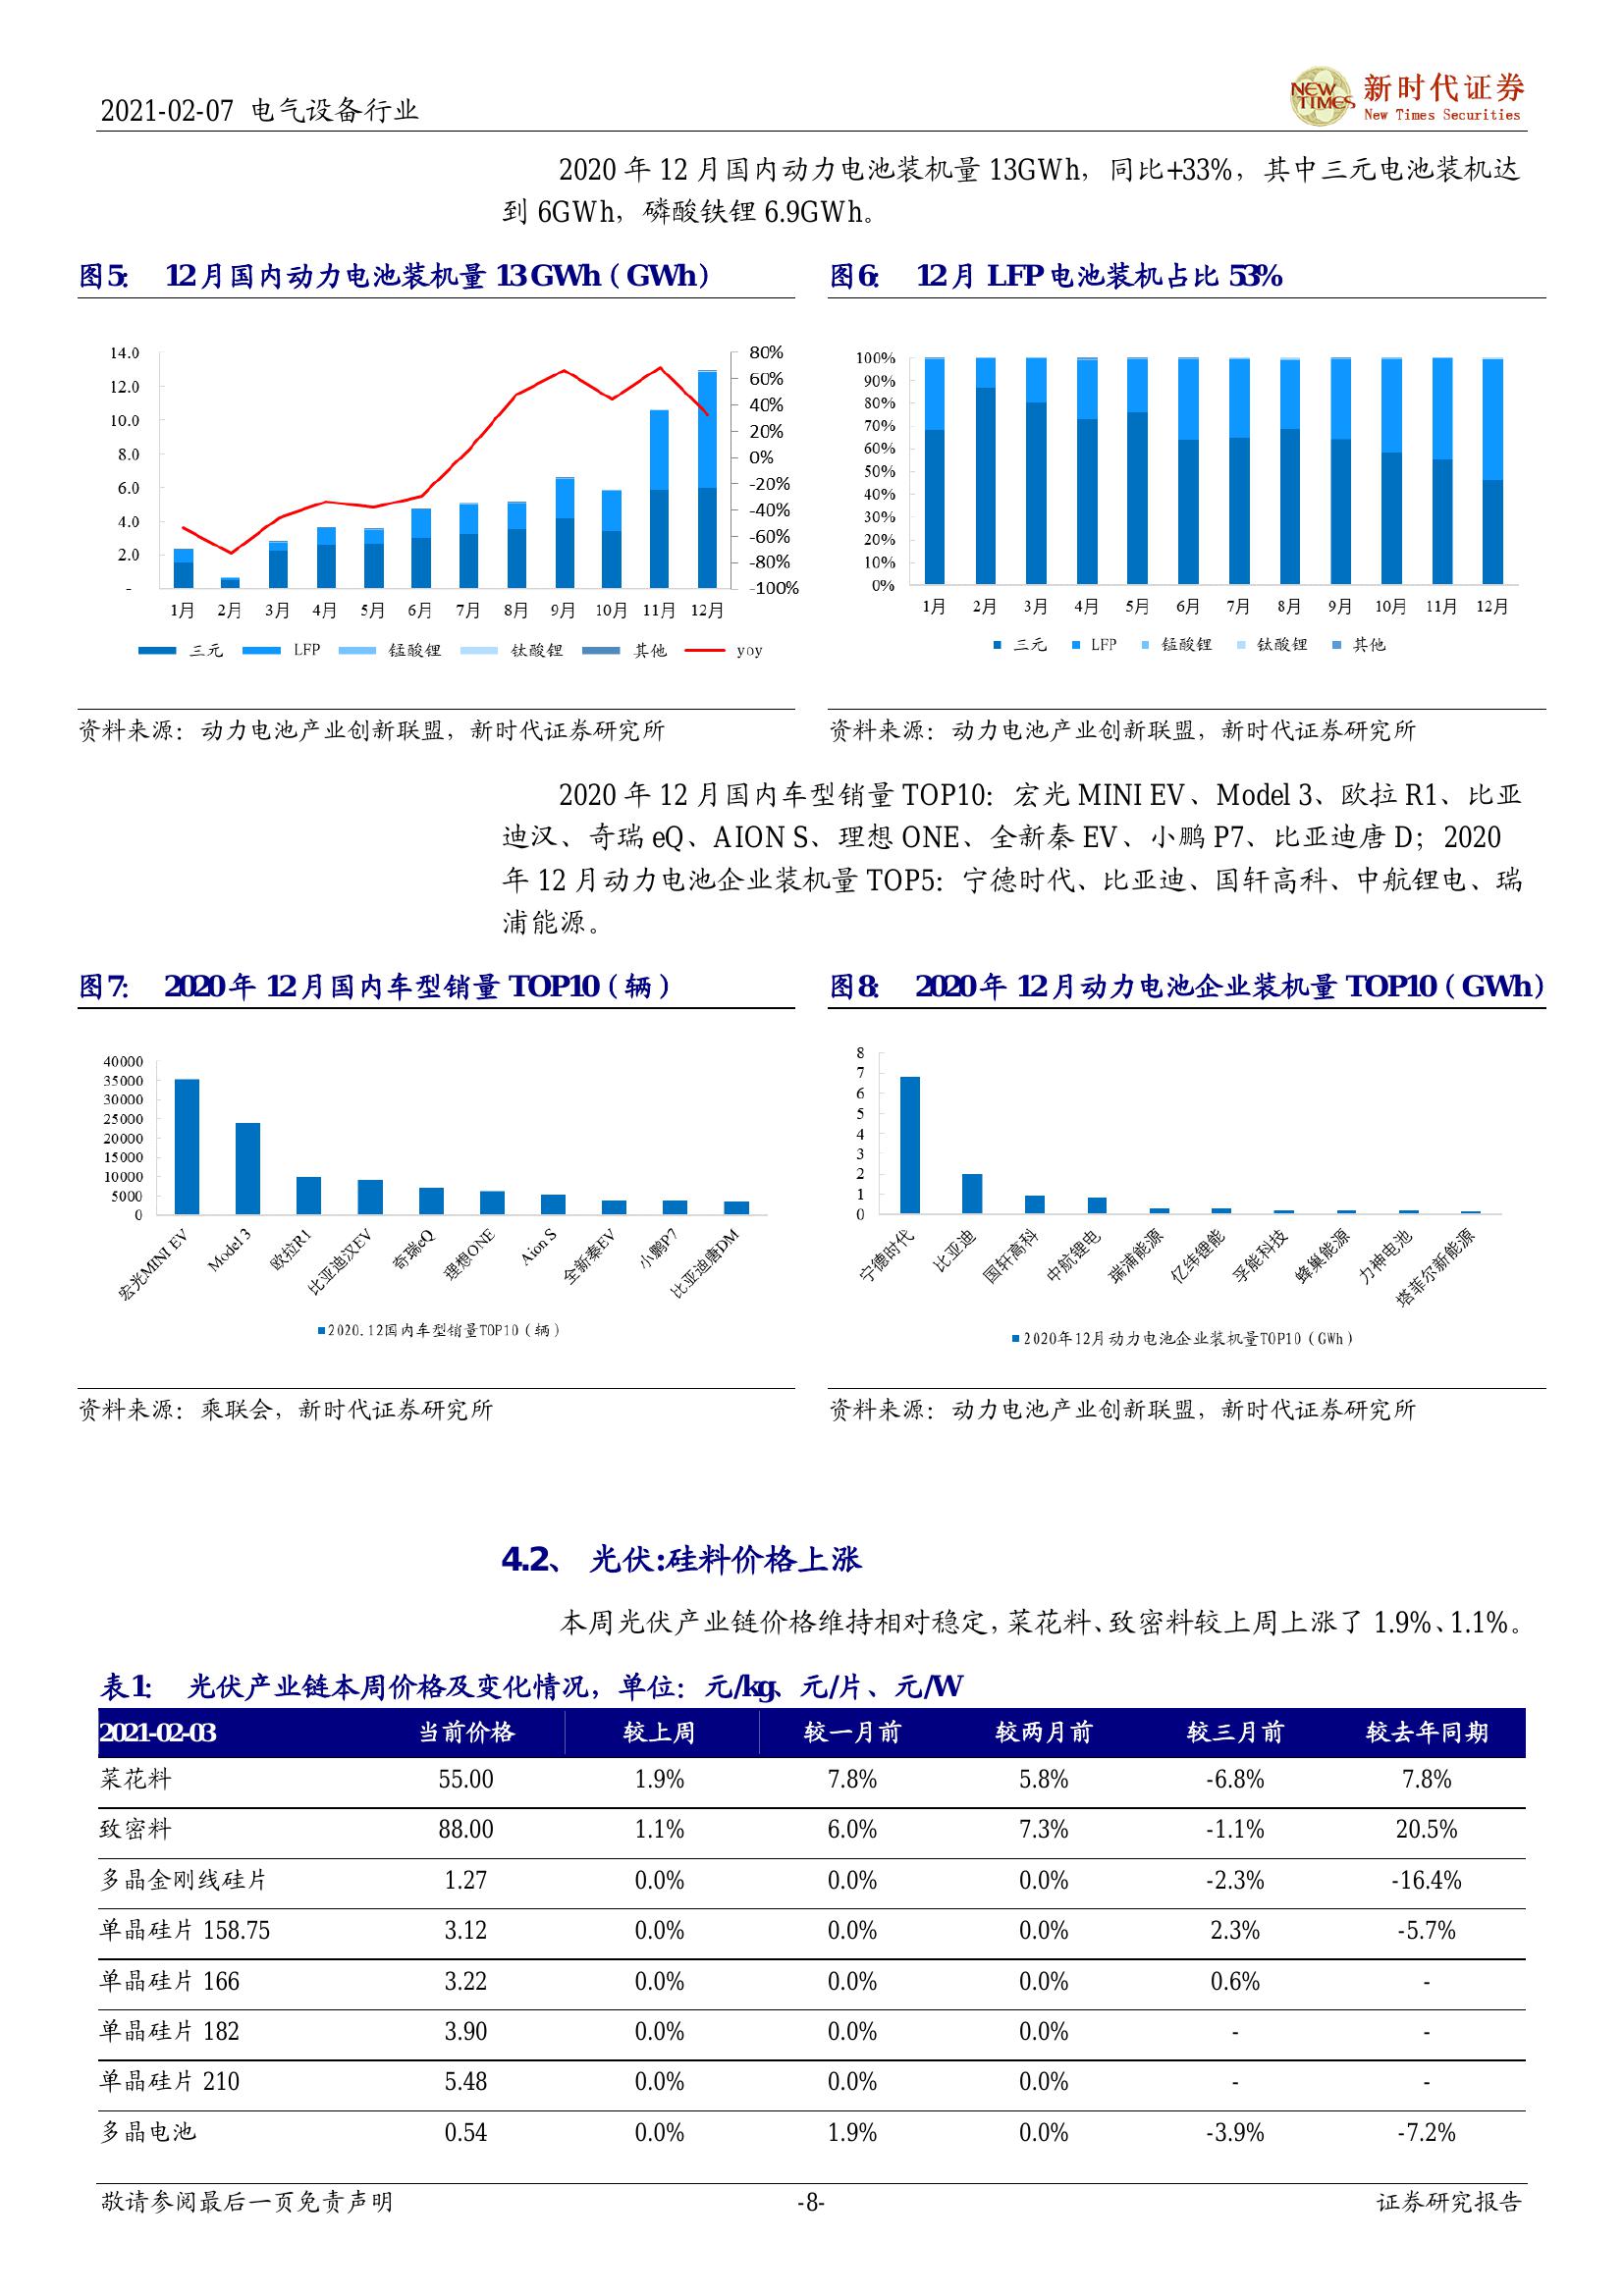 2021-02-07 电气设备行业
NEW TIMES
新时代证券
New Times Securities
2020 年 12 月国内动力电池装机量 13GWh，同比+33%，其中三元电池装机达
到 6GWh，磷酸铁锂 6.9GWh。
图5： 12月国内动力电池装机量 13GWh（GWh）
14.0
12.0
10.0
8.0
6.0
4.0
2.0
-
80%
60%
40%
20%
0%
-20%
-40%
-60%
-80%
-100%
1月 2月 3月 4月 5月 6月 7月 8月 9月 10月 11月 12月
三元 LFP 锰酸锂 钛酸锂 其他 yoy
资料来源：动力电池产业创新联盟，新时代证券研究所
图6： 12月 LFP电池装机占比 53%
100%
90%
80%
70%
60%
50%
40%
30%
20%
10%
0%
1月 2月 3月 4月 5月 6月 7月 8月 9月 10月 11月 12月
三元 LFP 锰酸锂 钛酸锂 其他
资料来源：动力电池产业创新联盟，新时代证券研究所
2020 年 12 月国内车型销量 TOP10：宏光 MINI EV、Model 3、欧拉 R1、比亚
迪汉、奇瑞 eQ、AION S、理想 ONE、全新秦 EV、小鹏 P7、比亚迪唐 D；2020
年 12 月动力电池企业装机量 TOP5：宁德时代、比亚迪、国轩高科、中航锂电、瑞
浦能源。
图7： 2020年 12月国内车型销量 TOP10（辆）
40000
35000
30000
25000
20000
15000
10000
5000
0
宏光MINI EV Model 3 欧拉R1 比亚迪汉EV 奇瑞eQ 理想ONE Aion S 全新秦EV 小鹏P7 比亚迪唐DM
2020.12国内车型销量TOP10（辆）
资料来源：乘联会，新时代证券研究所
图8： 2020年 12月动力电池企业装机量 TOP10（GWh）
8
7
6
5
4
3
2
1
0
宁德时代 比亚迪 国轩高科 中航锂电 瑞浦能源 亿纬锂能 孚能科技 蜂巢能源 力神电池 塔菲尔新能源
2020年12月动力电池企业装机量TOP10（GWh）
资料来源：动力电池产业创新联盟，新时代证券研究所
4.2、 光伏:硅料价格上涨
本周光伏产业链价格维持相对稳定，菜花料、致密料较上周上涨了 1.9%、1.1%。
表1： 光伏产业链本周价格及变化情况，单位：元/kg、元/片、元/W
2021-02-03 当前价格 较上周 较一月前 较两月前 较三月前 较去年同期
菜花料 55.00 1.9% 7.8% 5.8% -6.8% 7.8%
致密料 88.00 1.1% 6.0% 7.3% -1.1% 20.5%
多晶金刚线硅片 1.27 0.0% 0.0% 0.0% -2.3% -16.4%
单晶硅片 158.75 3.12 0.0% 0.0% 0.0% 2.3% -5.7%
单晶硅片 166 3.22 0.0% 0.0% 0.0% 0.6% -
单晶硅片 182 3.90 0.0% 0.0% 0.0% - -
单晶硅片 210 5.48 0.0% 0.0% 0.0% - -
多晶电池 0.54 0.0% 1.9% 0.0% -3.9% -7.2%
敬请参阅最后一页免责声明 -8- 证券研究报告